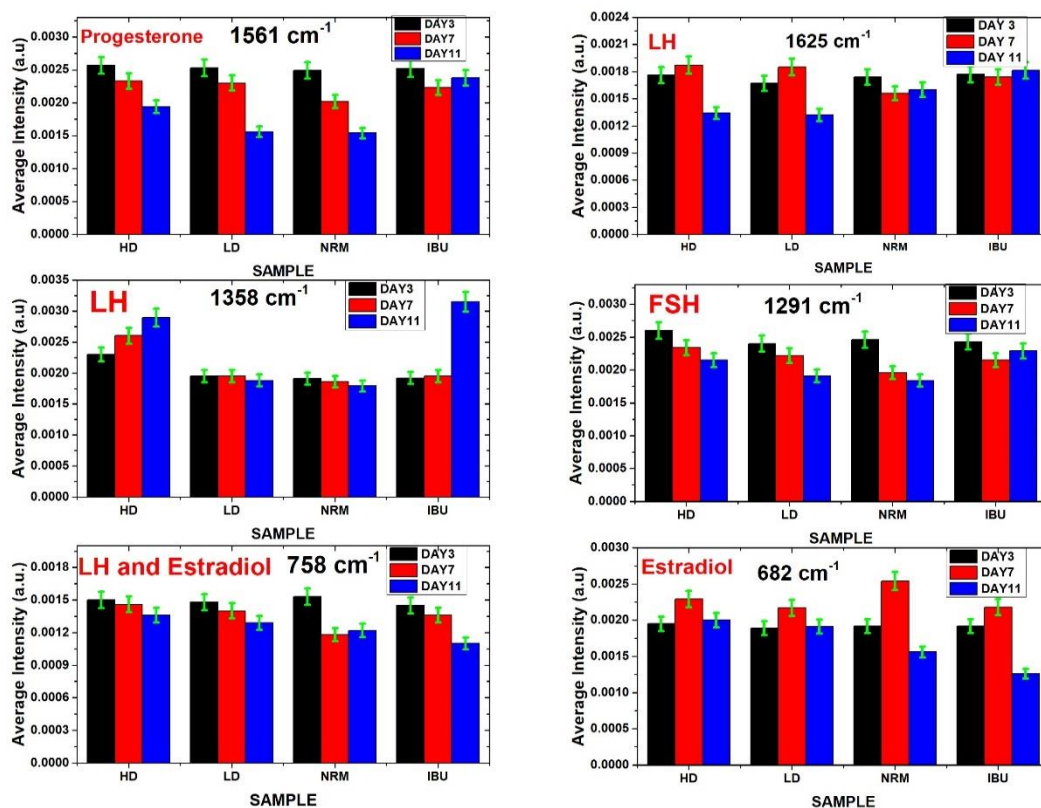 Progesterone
1561 cm-1
DAY3
DAY7
DAY11
Average Intensity (a.u)
0.0030
0.0025
0.0020
0.0015
0.0010
0.0005
0.0000
HD LD NRM IBU
SAMPLE
LH
1625 cm-1
DAY 3
DAY 7
DAY 11
Average Intensity (a.u.)
0.0024
0.0021
0.0018
0.0015
0.0012
0.0009
0.0006
0.0003
0.0000
HD LD NRM IBU
SAMPLE
LH
1358 cm-1
DAY3
DAY7
DAY11
Average Intensity (a.u)
0.0035
0.0030
0.0025
0.0020
0.0015
0.0010
0.0005
0.0000
HD LD NRM IBU
SAMPLE
FSH
1291 cm-1
DAY3
DAY7
DAY11
Average Intensity (a.u.)
0.0030
0.0025
0.0020
0.0015
0.0010
0.0005
0.0000
HD LD NRM IBU
SAMPLE
LH and Estradiol
758 cm-1
DAY3
DAY7
DAY11
Average Intensity (a.u.)
0.0018
0.0015
0.0012
0.0009
0.0006
0.0003
0.0000
HD LD NRM IBU
SAMPLE
Estradiol
682 cm-1
DAY3
DAY7
DAY11
Average Intensity (a.u.)
0.0030
0.0025
0.0020
0.0015
0.0010
0.0005
0.0000
HD LD NRM IBU
SAMPLE